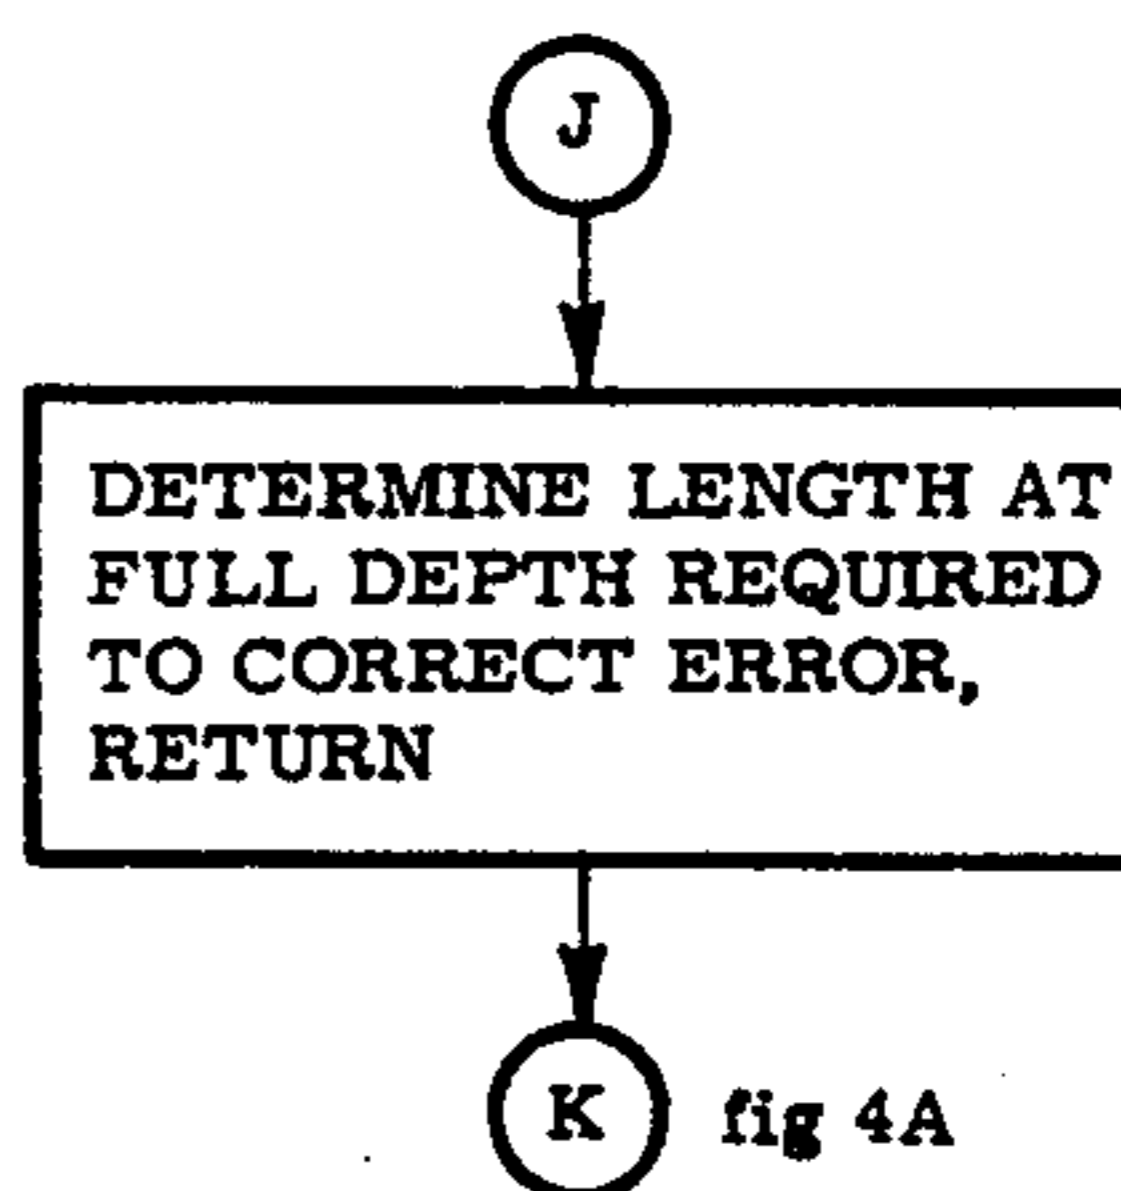 J
DETERMINE LENGTH AT
FULL DEPTH REQUIRED
TO CORRECT ERROR,
RETURN
K fig 4A